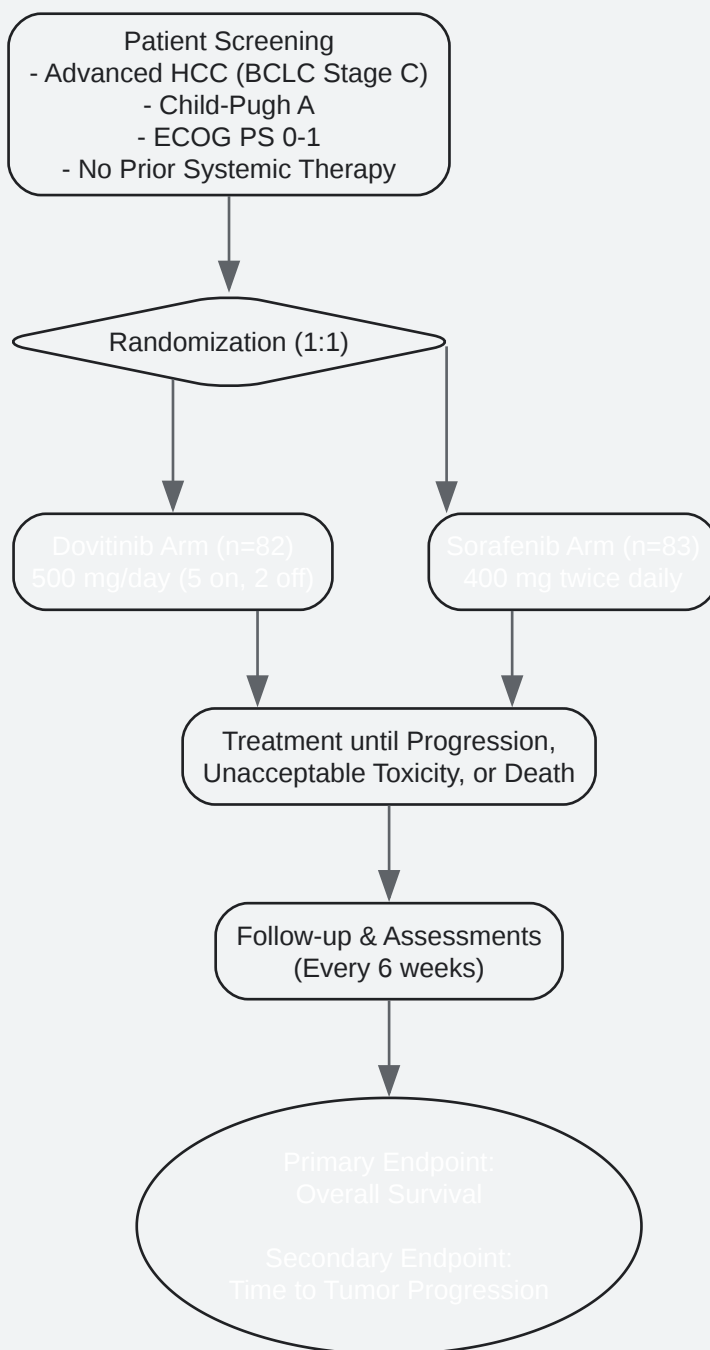 Patient Screening
- Advanced HCC (BCLC Stage C)
- Child-Pugh A
- ECOG PS 0-1
- No Prior Systemic Therapy
Randomization (1:1)
Dovitinib Arm (n=82)
500 mg/day (5 on, 2 off)
Sorafenib Arm (n=83)
400 mg twice daily
Treatment until Progression,
Unacceptable Toxicity, or Death
Follow-up & Assessments
(Every 6 weeks)
Primary Endpoint:
Overall Survival
Secondary Endpoint:
Time to Tumor Progression